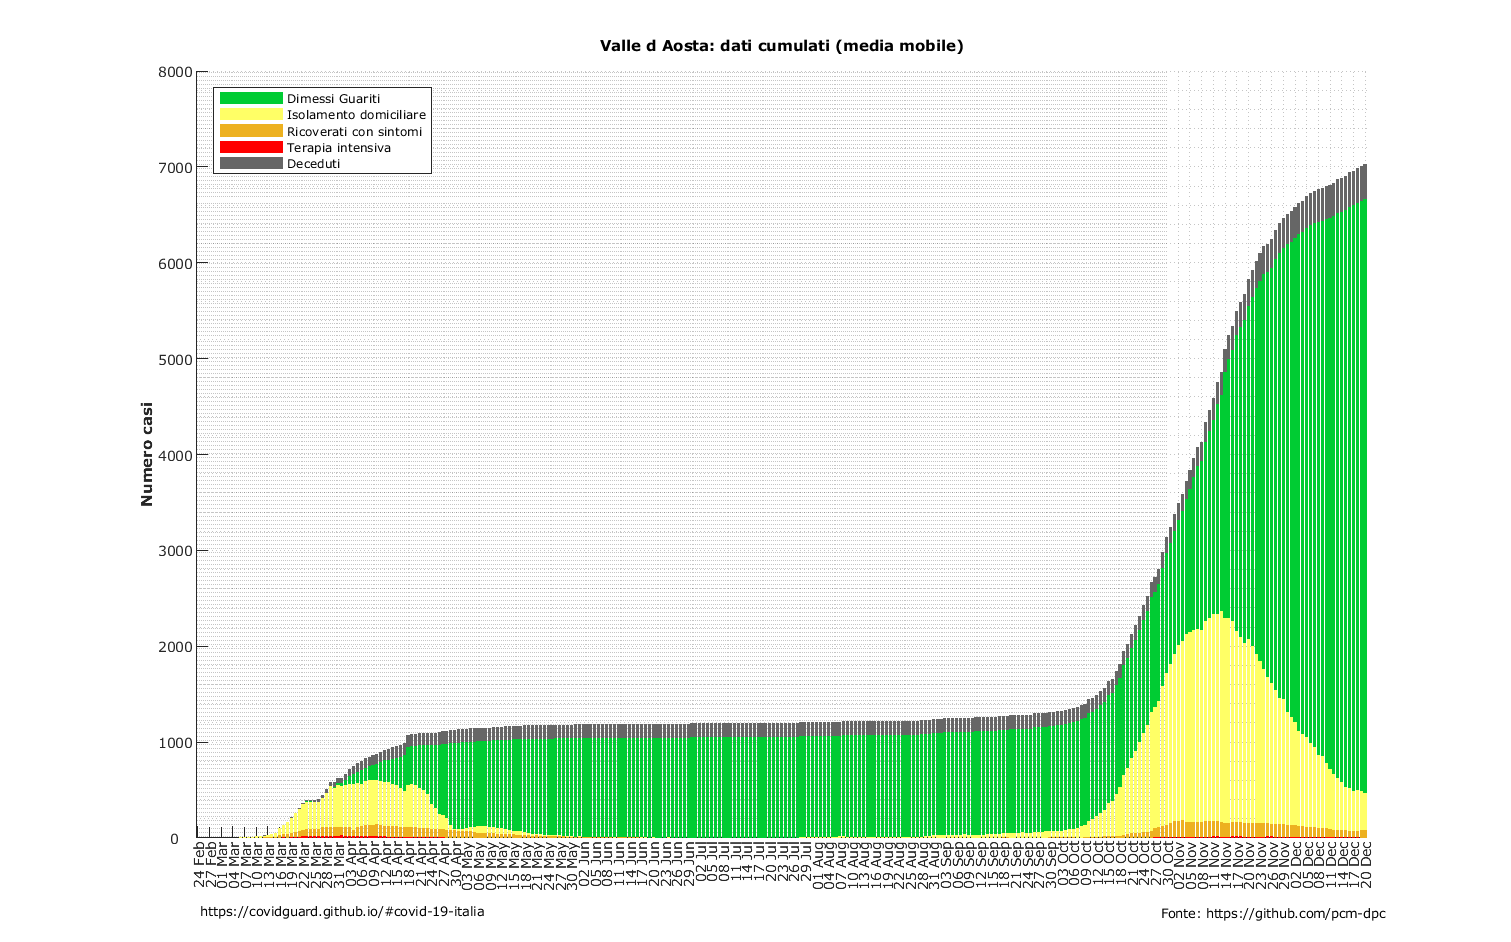 Valle d Aosta: dati cumulati (media mobile)
8000
7000
6000
5000
4000
3000
2000
1000
0
Numero casi
Dimessi Guariti
Isolamento domiciliare
Ricoverati con sintomi
Terapia intensiva
Deceduti
24 Feb
27 Feb
01 Mar
04 Mar
07 Mar
10 Mar
13 Mar
16 Mar
19 Mar
22 Mar
25 Mar
28 Mar
31 Mar
03 Apr
06 Apr
09 Apr
12 Apr
15 Apr
18 Apr
21 Apr
24 Apr
27 Apr
30 Apr
03 May
06 May
09 May
12 May
15 May
18 May
21 May
24 May
27 May
30 May
02 Jun
05 Jun
08 Jun
11 Jun
14 Jun
17 Jun
20 Jun
23 Jun
26 Jun
29 Jun
02 Jul
05 Jul
08 Jul
11 Jul
14 Jul
17 Jul
20 Jul
23 Jul
26 Jul
29 Jul
01 Aug
04 Aug
07 Aug
10 Aug
13 Aug
16 Aug
19 Aug
22 Aug
25 Aug
28 Aug
31 Aug
03 Sep
06 Sep
09 Sep
12 Sep
15 Sep
18 Sep
21 Sep
24 Sep
27 Sep
30 Sep
03 Oct
06 Oct
09 Oct
12 Oct
15 Oct
18 Oct
21 Oct
24 Oct
27 Oct
30 Oct
02 Nov
05 Nov
08 Nov
11 Nov
14 Nov
17 Nov
20 Nov
23 Nov
26 Nov
29 Nov
02 Dec
05 Dec
08 Dec
11 Dec
14 Dec
17 Dec
20 Dec
https://covidguard.github.io/#covid-19-italia
Fonte: https://github.com/pcm-dpc